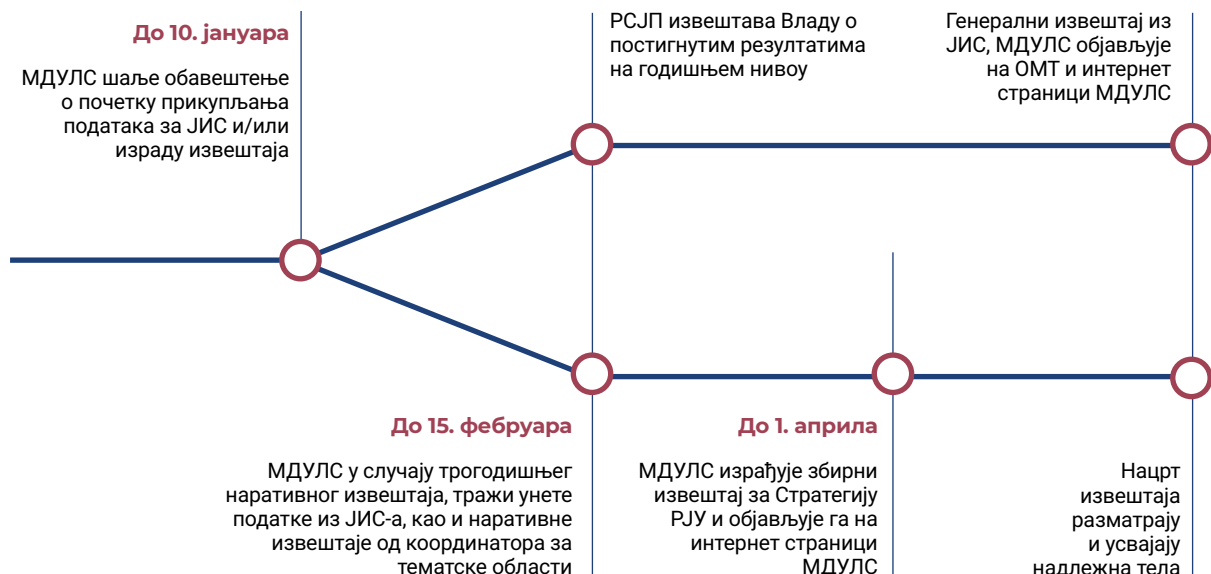 До 10. јануара
МДУЛС шаље обавештење
о почетку прикупљања
података за ЈИС и/или
израду извештаја
РСЈП извештава Владу о
постигнутим резултатима
на годишњем нивоу
Генерални извештај из
ЈИС, МДУЛС објављује
на ОМТ и интернет
страници МДУЛС
До 15. фебруара
МДУЛС у случају трогодишњег
наративног извештаја, тражи унете
податке из ЈИС-а, као и наративне
извештаје од координатора за
тематске области
До 1. априла
МДУЛС израђује збирни
извештај за Стратегију
РЈУ и објављује га на
интернет страници
МДУЛС
Нацрт
извештаја
разматрају
и усвајају
надлежна тела